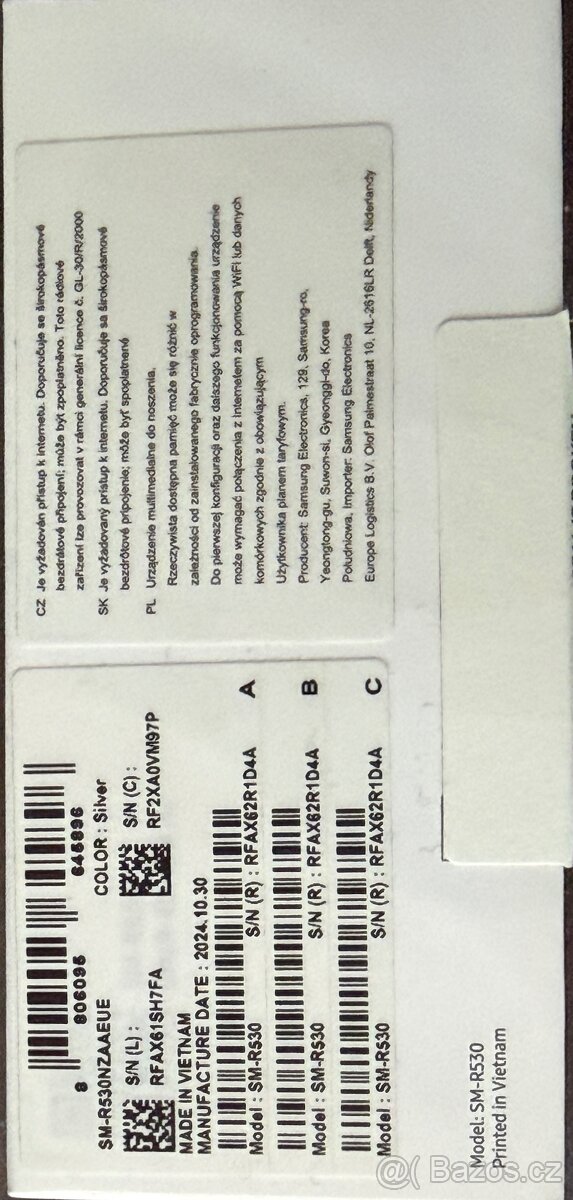 CZ Je vyžadován přístup k internetu. Doporučuje se širokopásmové
bezdrátové připojení; může být zpoplatněno. Toto rádiové
zařízení lze provozovat v rámci generální licence č. GL-30/R/2000
SK Je vyžadovaný prístup k internetu. Doporučuje sa širokopásmové
bezdrôtové pripojenie; môže byť spoplatnené
PL Urządzenie multimedialne do noszenia.
Rzeczywista dostępna pamięć może się różnić w
zależności od zainstalowanego fabrycznie oprogramowania.
Do pierwszej konfiguracji oraz dalszego funkcjonowania urządzenie
może wymagać połączenia z Internetem za pomocą WiFi lub danych
komórkowych zgodnie z obowiązującym
Użytkownika planem taryfowym.
Producent: Samsung Electronics, 129, Samsung-ro,
Yeongtong-gu, Suwon-si, Gyeonggi-do, Korea
Południowa, Importer: Samsung Electronics
Europe Logistics B.V. Olof Palmestraat 10, NL-2616LR Delft, Niderlandy
8 806095 645896
SM-R530NZAAEUE COLOR : Silver
S/N (L) : S/N (C) :
RFAX61SH7FA RF2XA0VM97P
MADE IN VIETNAM
MANUFACTURE DATE : 2024.10.30
Model : SM-R530 S/N (R) : RFAX62R1D4A A
Model : SM-R530 S/N (R) : RFAX62R1D4A B
Model : SM-R530 S/N (R) : RFAX62R1D4A C
Model: SM-R530
Printed in Vietnam
Bazos.cz